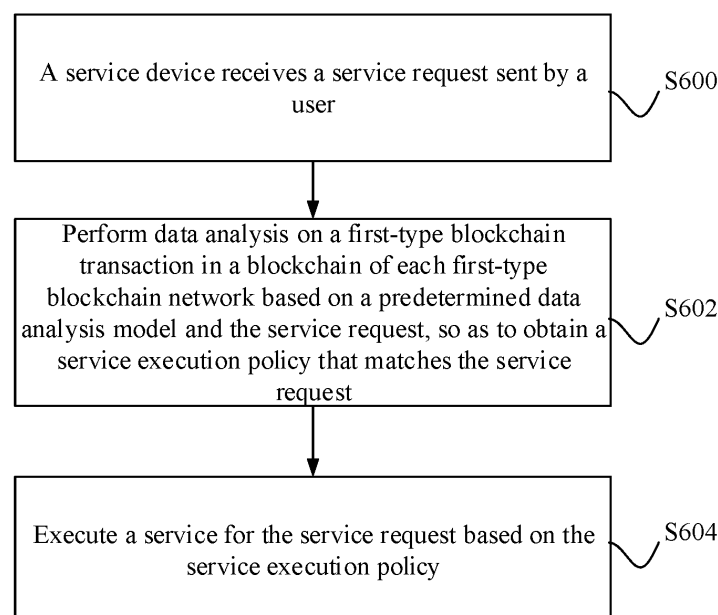 A service device receives a service request sent by a
user
S600
Perform data analysis on a first-type blockchain
transaction in a blockchain of each first-type
blockchain network based on a predetermined data
analysis model and the service request, so as to obtain a
service execution policy that matches the service
request
S602
Execute a service for the service request based on the
service execution policy
S604